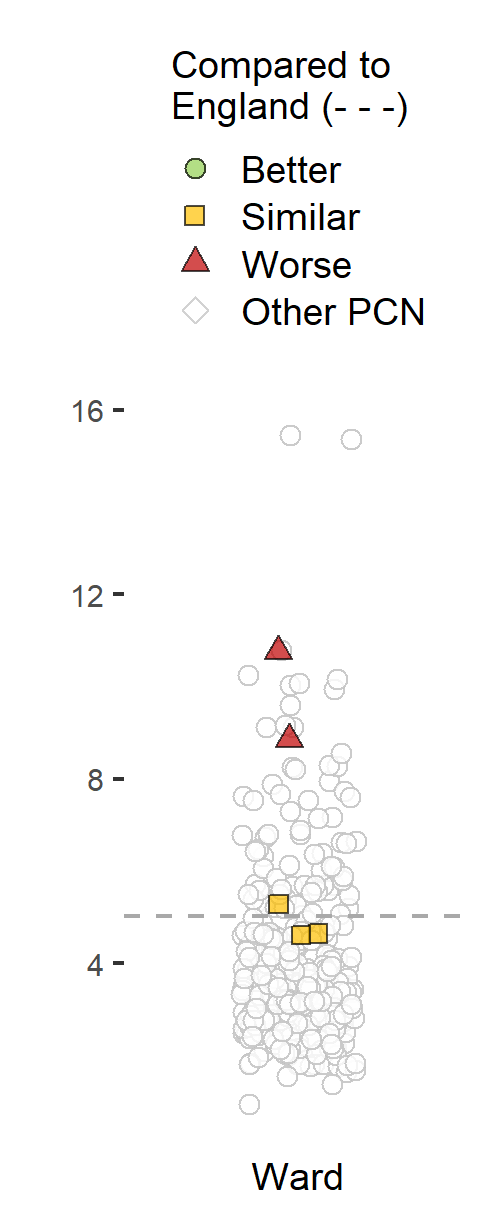 Compared to
England (- - -)
Better
Similar
Worse
Other PCN
16
12
8
4
Ward